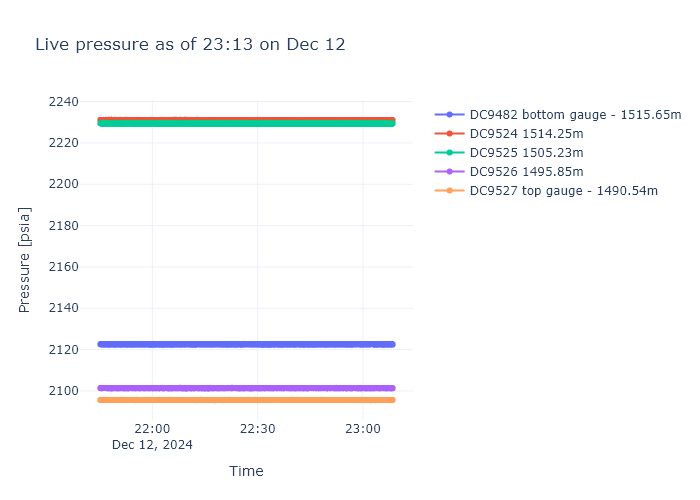 Live pressure as of 23:13 on Dec 12
DC9482 bottom gauge - 1515.65m
DC9524 1514.25m
DC9525 1505.23m
DC9526 1495.85m
DC9527 top gauge - 1490.54m
Pressure [psia]
2240
2220
2200
2180
2160
2140
2120
2100
22:00
22:30
23:00
Dec 12, 2024
Time